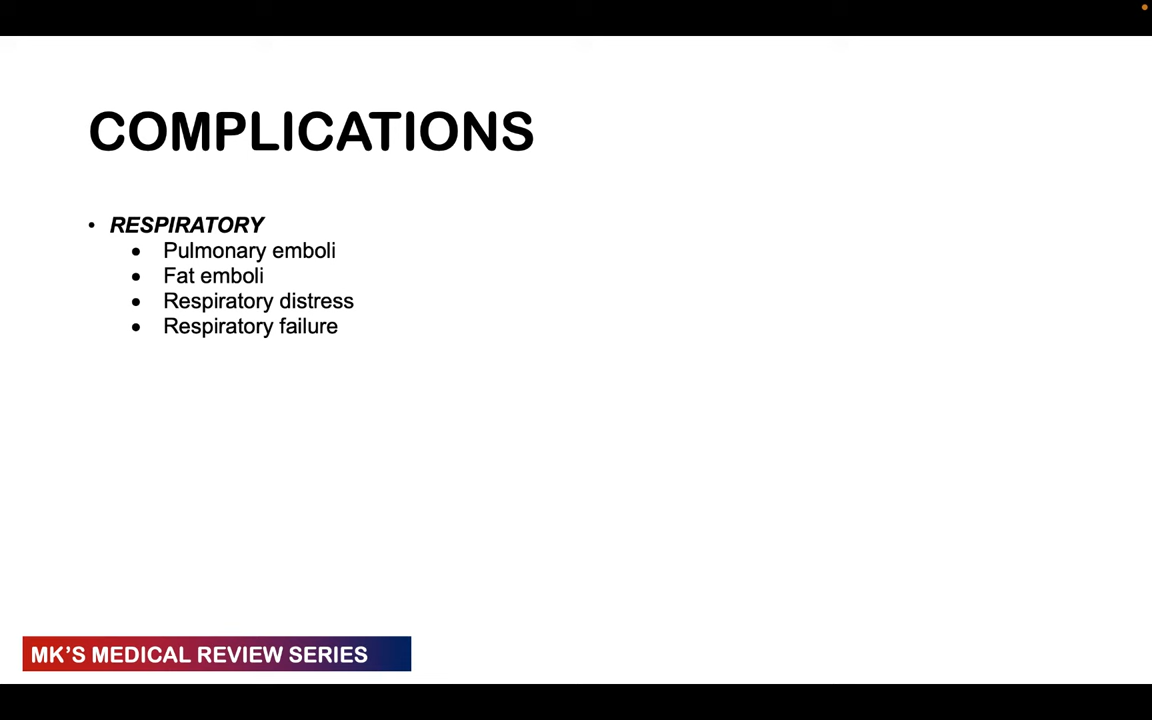 COMPLICATIONS
• RESPIRATORY
• Pulmonary emboli
• Fat emboli
• Respiratory distress
• Respiratory failure
MK’S MEDICAL REVIEW SERIES